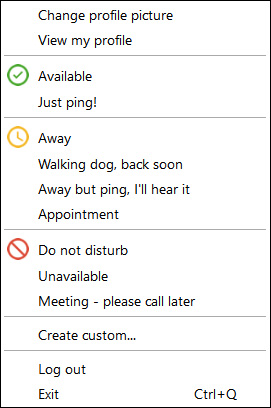 Change profile picture
View my profile
Available
Just ping!
Away
Walking dog, back soon
Away but ping, I'll hear it
Appointment
Do not disturb
Unavailable
Meeting - please call later
Create custom...
Log out
Exit Ctrl+Q